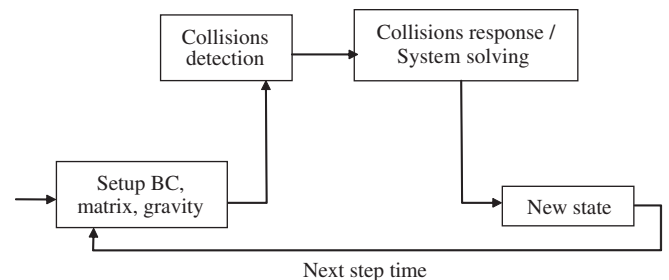 Collisions
detection
Collisions response /
System solving
Setup BC,
matrix, gravity
New state
Next step time